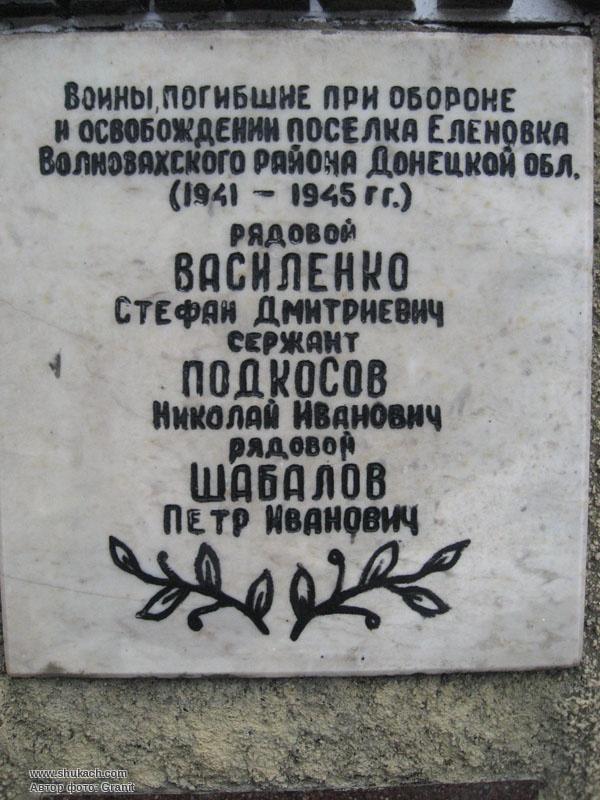 Воины, погибшие при обороне
и освобождении поселка Еленовка
Волновахского района Донецкой обл.
(1941 – 1945 гг.)
рядовой
ВАСИЛЕНКО
Стефан Дмитриевич
сержант
ПОДКОСОВ
Николай Иванович
рядовой
ШАБАЛОВ
Петр Иванович
www.shukach.com
Автор фото: Granit